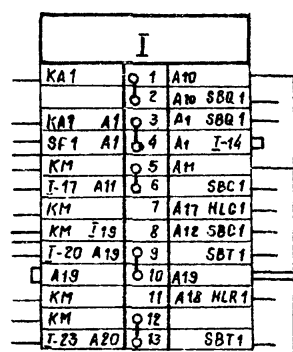 I
KA1 1 A10
2 A10 SBQ1
KA1 A1 3 A1 SBQ1
SF1 A1 4 A1 I-14
KM 5 A11
I-17 A11 6 SBC1
KM 7 A17 HLG1
KM I19 8 A12 SBC1
I-20 A19 9 SBT1
A19 10 A19
KM 11 A18 HLR1
KM 12
I-23 A20 13 SBT1